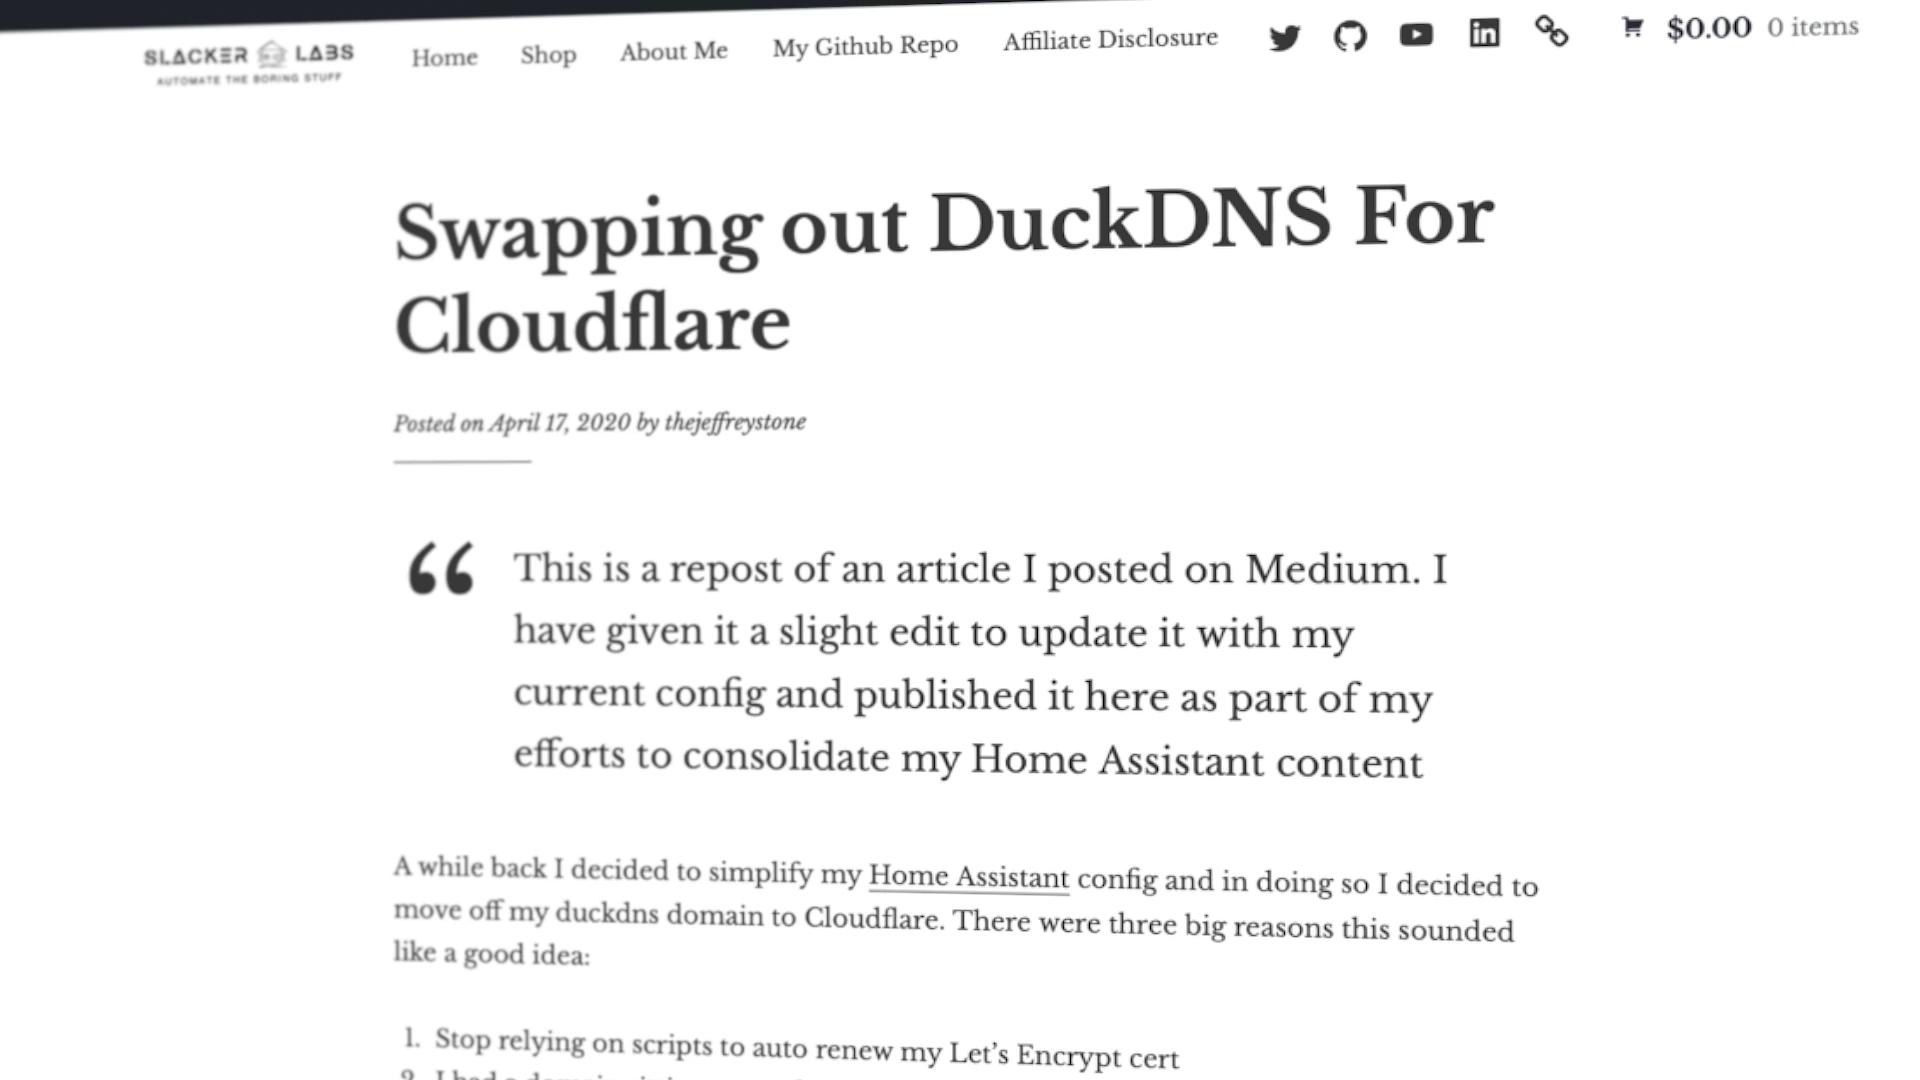 SLACKER LABS
AUTOMATE THE BORING STUFF
Home Shop About Me My Github Repo Affiliate Disclosure $0.00 0 items
Swapping out DuckDNS For
Cloudflare
Posted on April 17, 2020 by thejeffreystone
“ This is a repost of an article I posted on Medium. I
have given it a slight edit to update it with my
current config and published it here as part of my
efforts to consolidate my Home Assistant content
A while back I decided to simplify my Home Assistant config and in doing so I decided to
move off my duckdns domain to Cloudflare. There were three big reasons this sounded
like a good idea:
1. Stop relying on scripts to auto renew my Let’s Encrypt cert
2. I had a